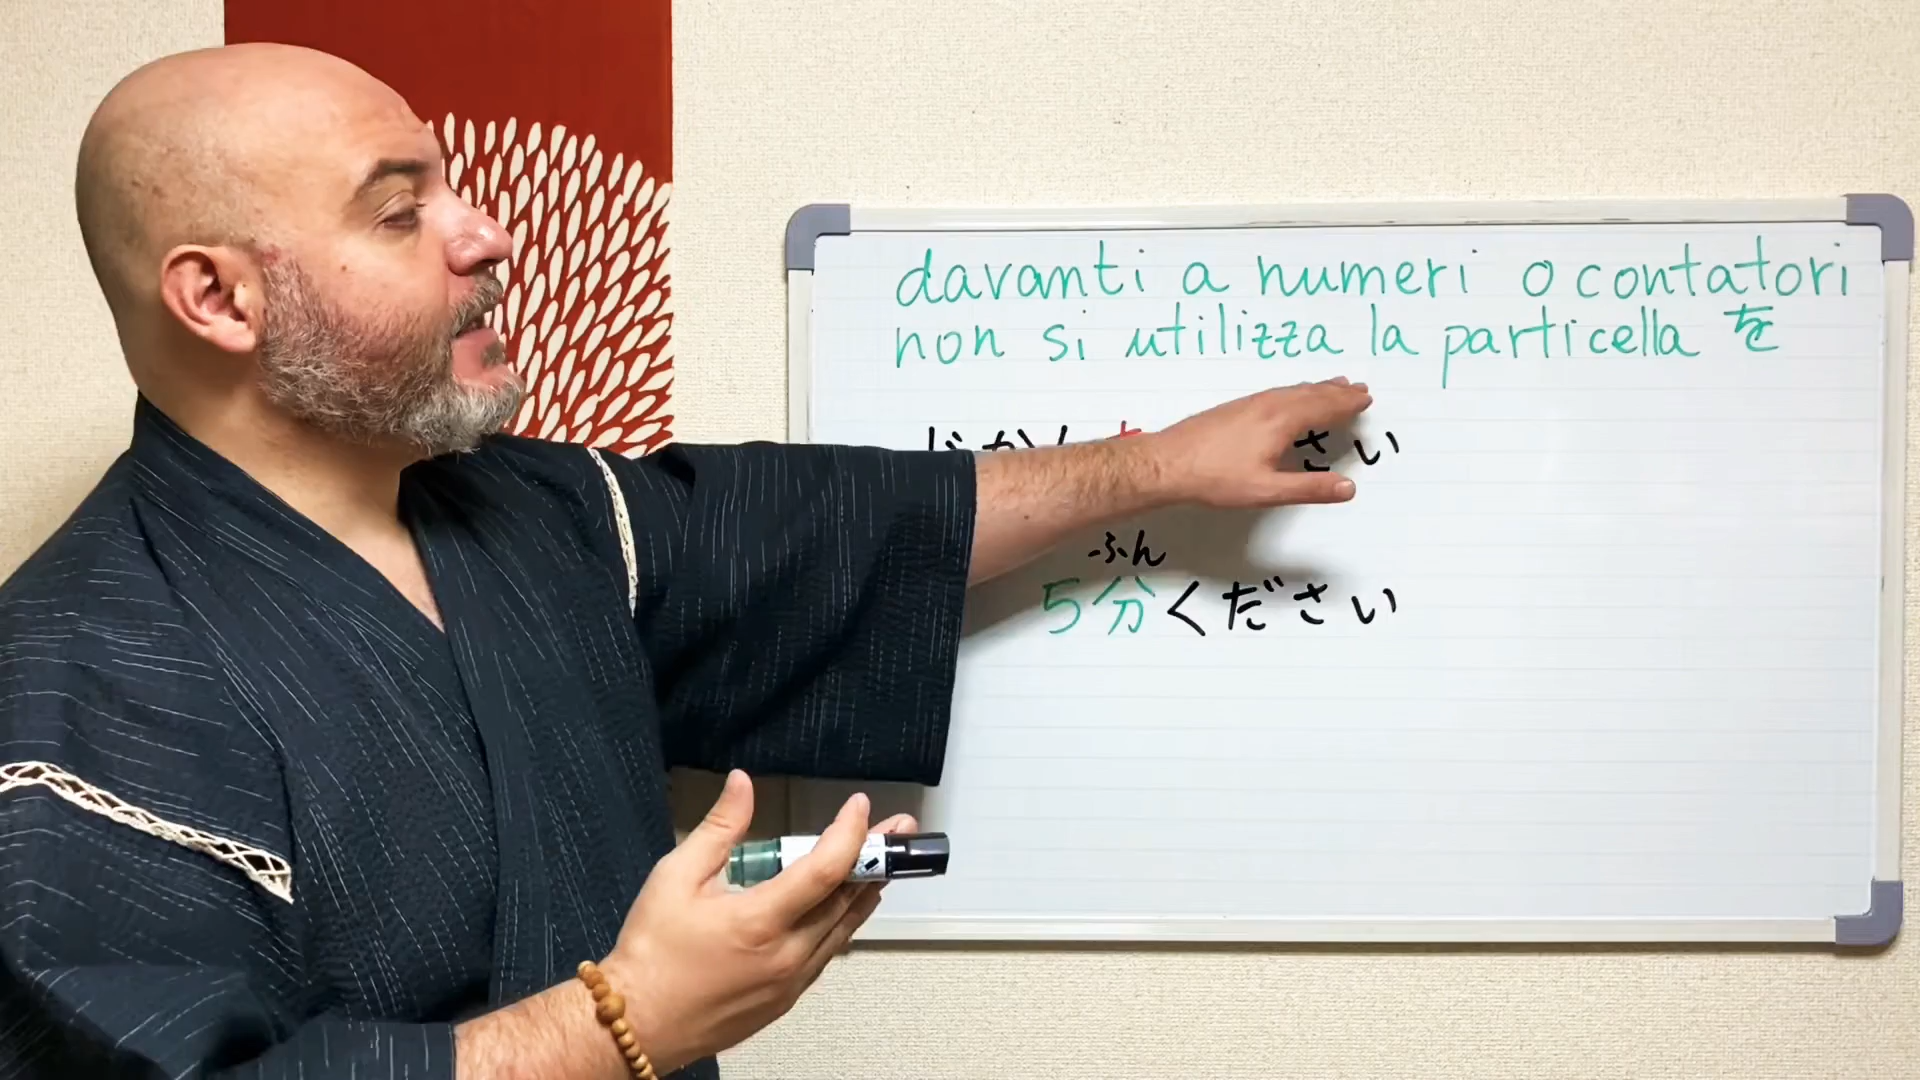 davanti a numeri o contatori
non si utilizza la particella を
さい
ふん
5分ください